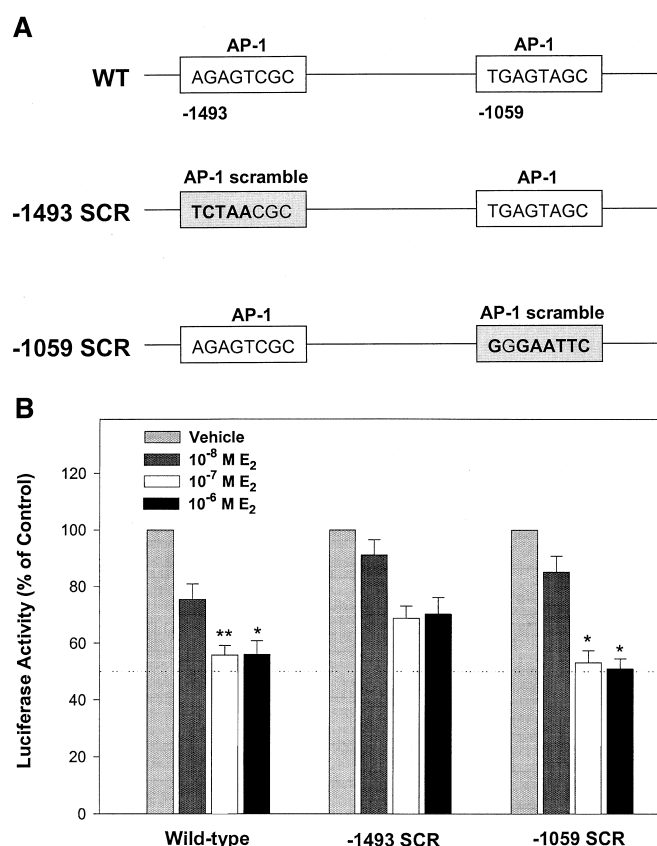 A
AP-1 AP-1
WT AGAGTCGC TGAGTAGC
-1493 -1059
AP-1 scramble AP-1
-1493 SCR TCTAACGC TGAGTAGC
AP-1 AP-1 scramble
-1059 SCR AGAGTCGC GGGAATTC
B
Luciferase Activity (% of Control)
120
100
80
60
40
20
0
Vehicle
10⁻⁸ M E₂
10⁻⁷ M E₂
10⁻⁶ M E₂
** * * *
Wild-type -1493 SCR -1059 SCR